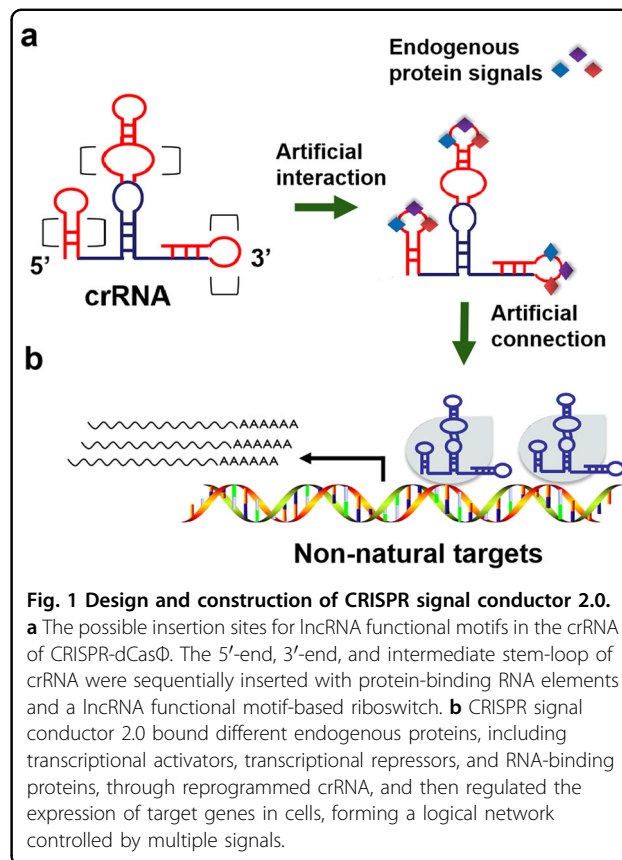 a
Endogenous
protein signals
Artificial
interaction
5’
3’
crRNA
Artificial
connection
b
AAAAAA
AAAAAA
AAAAAA
Non-natural targets
Fig. 1 Design and construction of CRISPR signal conductor 2.0.
a The possible insertion sites for lncRNA functional motifs in the crRNA
of CRISPR-dCasΦ. The 5′-end, 3′-end, and intermediate stem-loop of
crRNA were sequentially inserted with protein-binding RNA elements
and a lncRNA functional motif-based riboswitch. b CRISPR signal
conductor 2.0 bound different endogenous proteins, including
transcriptional activators, transcriptional repressors, and RNA-binding
proteins, through reprogrammed crRNA, and then regulated the
expression of target genes in cells, forming a logical network
controlled by multiple signals.